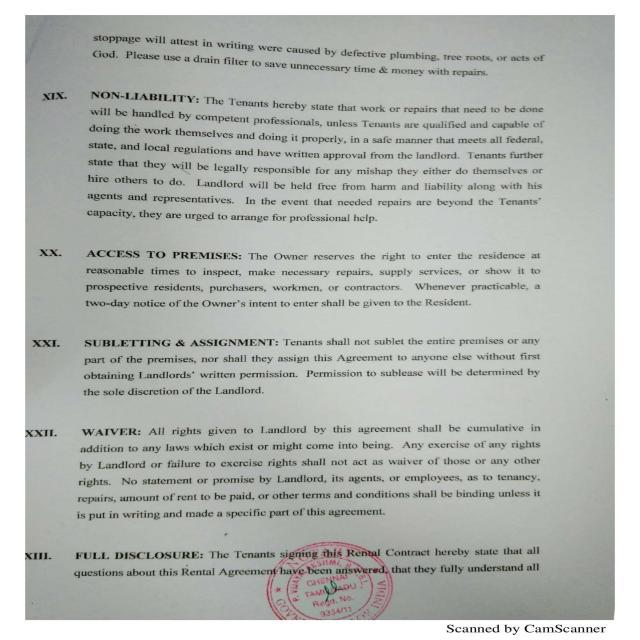 stoppage will attest in writing were caused by defective plumbing, tree roots, or acts of
God. Please use a drain filter to save unnecessary time & money with repairs.
XIX. NON-LIABILITY: The Tenants hereby state that work or repairs that need to be done
will be handled by competent professionals, unless Tenants are qualified and capable of
doing the work themselves and doing it properly, in a safe manner that meets all federal,
state, and local regulations and have written approval from the landlord. Tenants further
state that they will be legally responsible for any mishap they either do themselves or
hire others to do. Landlord will be held free from harm and liability along with his
agents and representatives. In the event that needed repairs are beyond the Tenants'
capacity, they are urged to arrange for professional help.
XX. ACCESS TO PREMISES: The Owner reserves the right to enter the residence at
reasonable times to inspect, make necessary repairs, supply services, or show it to
prospective residents, purchasers, workmen, or contractors. Whenever practicable, a
two-day notice of the Owner's intent to enter shall be given to the Resident.
XXI. SUBLETTING & ASSIGNMENT: Tenants shall not sublet the entire premises or any
part of the premises, nor shall they assign this Agreement to anyone else without first
obtaining Landlords' written permission. Permission to sublease will be determined by
the sole discretion of the Landlord.
XXII. WAIVER: All rights given to Landlord by this agreement shall be cumulative in
addition to any laws which exist or might come into being. Any exercise of any rights
by Landlord or failure to exercise rights shall not act as waiver of those or any other
rights. No statement or promise by Landlord, its agents, or employees, as to tenancy,
repairs, amount of rent to be paid, or other terms and conditions shall be binding unless it
is put in writing and made a specific part of this agreement.
XIII. FULL DISCLOSURE: The Tenants signing this Rental Contract hereby state that all
questions about this Rental Agreement have been answered, that they fully understand all
CHENNAI
TAMIL NADU
Regd. No.
9334/11
Scanned by CamScanner